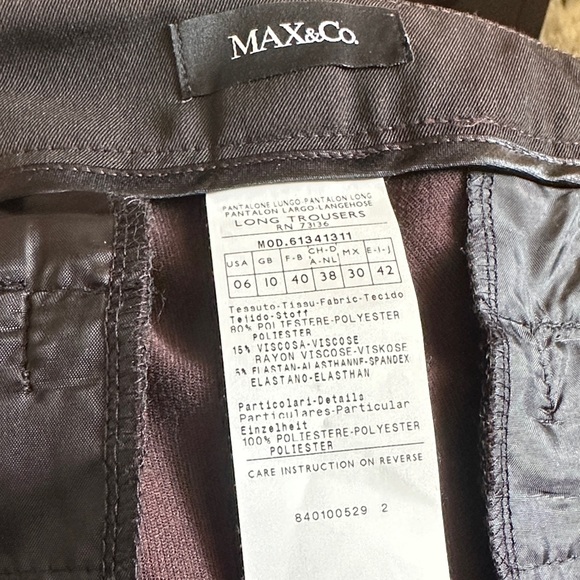 MAX&Co.
PANTALONE LUNGO PANTALON LONG
PANTALON LARGO-LANGEHOSE
LONG TROUSERS
RN 73136
MOD.61341311
USA GB F-B CH-D A-NL MX E-I-J
06 10 40 38 30 42
Tessuto-Tissu-Fabric-Tecido
Tejido-Stoff
80% POLIESTERE-POLYESTER
POLIESTER
15% VISCOSA-VISCOSE
RAYON VISCOSE-VISKOSE
5% ELASTAN-ALASTHANNE-SPANDEX
ELASTANO-ELASTHAN
Particolari-Details
Particulares-Particular
Einzelheit
100% POLIESTERE-POLYESTER
POLIESTER
CARE INSTRUCTION ON REVERSE
840100529 2